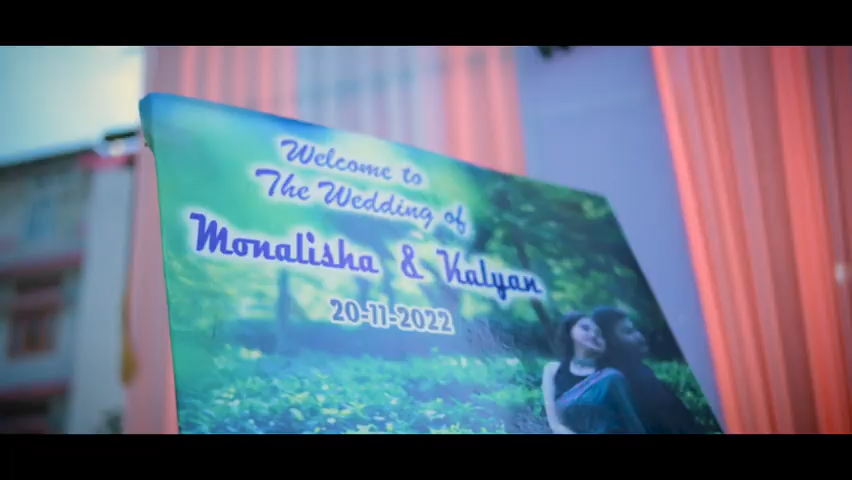 Welcome to
The Wedding of
Monalisha & Kalyan
20-11-2022